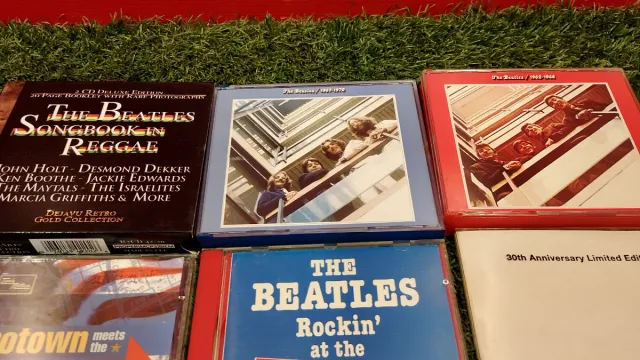 2 CD Deluxe Edition
20 Page Booklet with Rare Photographs
The Beatles
Songbook in
Reggae
John Holt - Desmond Dekker
Ken Boothe - Jackie Edwards
The Maytals - The Israelites
Marcia Griffiths & More
Dejavu Retro
Gold Collection
The Beatles / 1967-1970
The Beatles / 1962-1966
motown meets
the
THE
BEATLES
Rockin'
at the
30th Anniversary Limited Edit